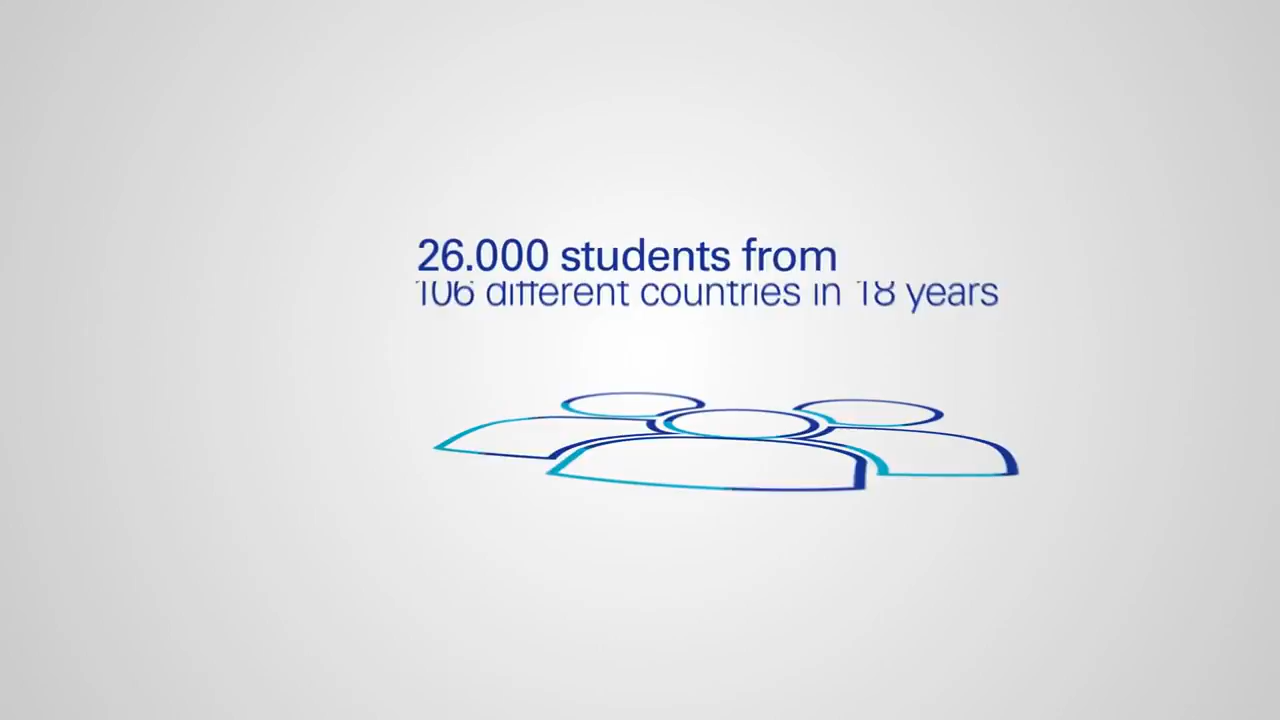 26.000 students from
106 different countries in 18 years